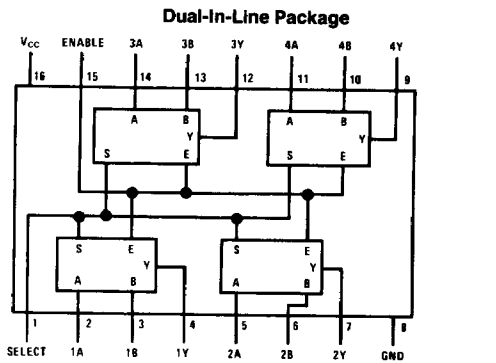 Dual-In-Line Package
VCC ENABLE 3A 3B 3Y 4A 4B 4Y
16 15 14 13 12 11 10 9
A B A B
Y Y
S E S E
S E S E
Y Y
A B A B
1 2 3 4 5 6 7 8
SELECT 1A 1B 1Y 2A 2B 2Y GND